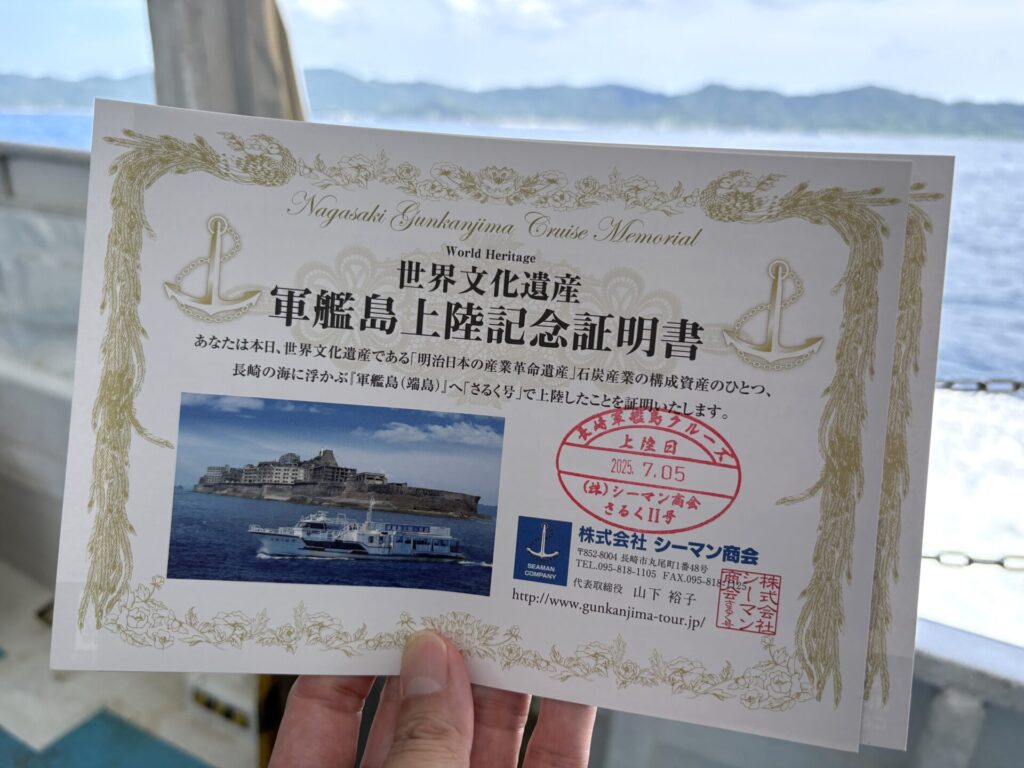 Nagasaki Gunkanjima Cruise Memorial
World Heritage
世界文化遺産
軍艦島上陸記念証明書
あなたは本日、世界文化遺産である「明治日本の産業革命遺産」石炭産業の構成資産のひとつ、
長崎の海に浮かぶ『軍艦島(端島)』へ「さるく号」で上陸したことを証明いたします。
長崎軍艦島クルーズ
上陸日
2025.7.05
(株)シーマン商会
さるくⅡ号
SEAMAN
COMPANY
株式会社 シーマン商会
〒852-8004 長崎市丸尾町1番48号
TEL.095-818-1105 FAX.095-818-
代表取締役 山下 裕子
http://www.gunkanjima-tour.jp/
株式会社
シーマン
商会